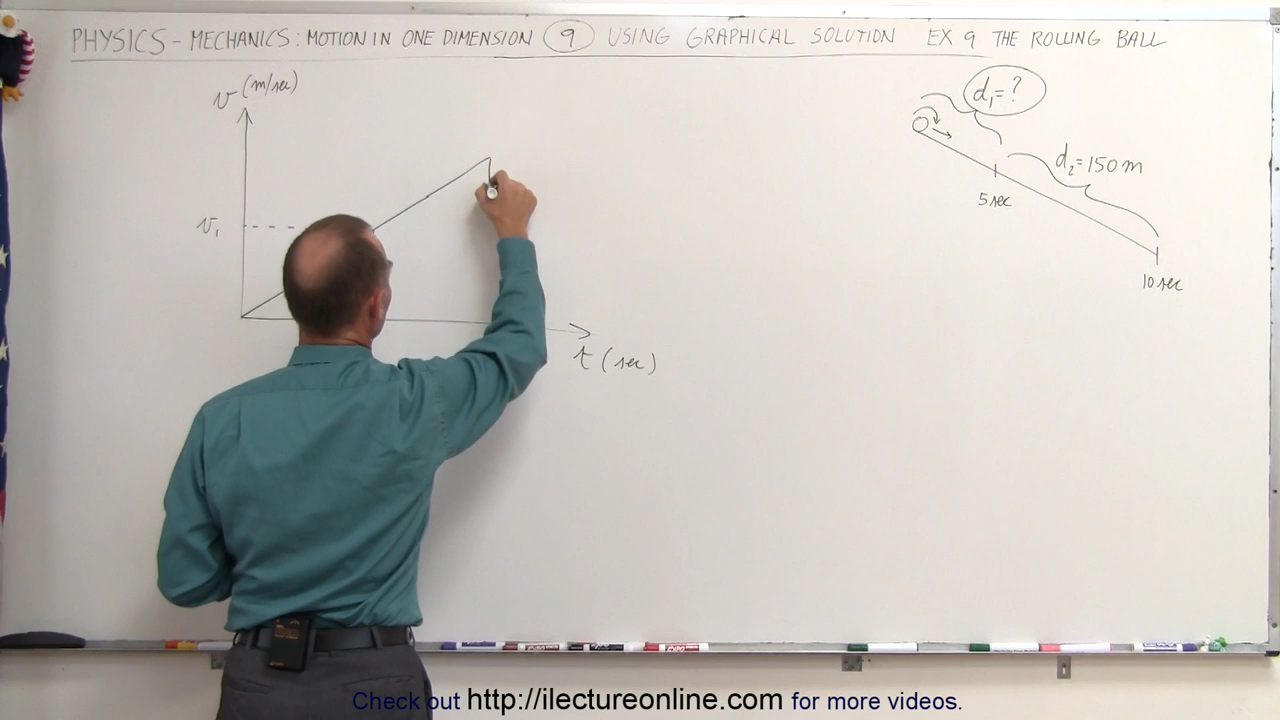 PHYSICS - MECHANICS: MOTION IN ONE DIMENSION 9 USING GRAPHICAL SOLUTION EX 9 THE ROLLING BALL
v (m/sec)
d₁=?
d₂=150 m
5 sec
v₁
10 sec
t (sec)
Check out http://ilectureonline.com for more videos.